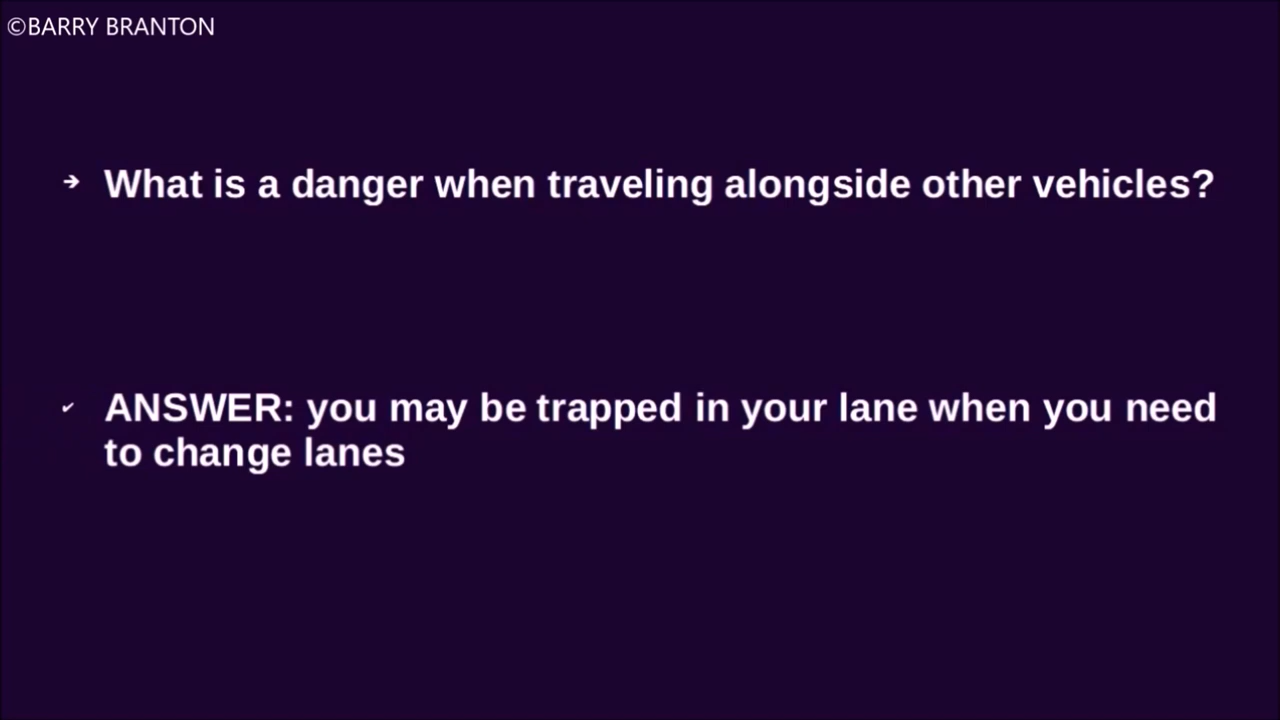 ©BARRY BRANTON
➔ What is a danger when traveling alongside other vehicles?
✔ ANSWER: you may be trapped in your lane when you need
to change lanes